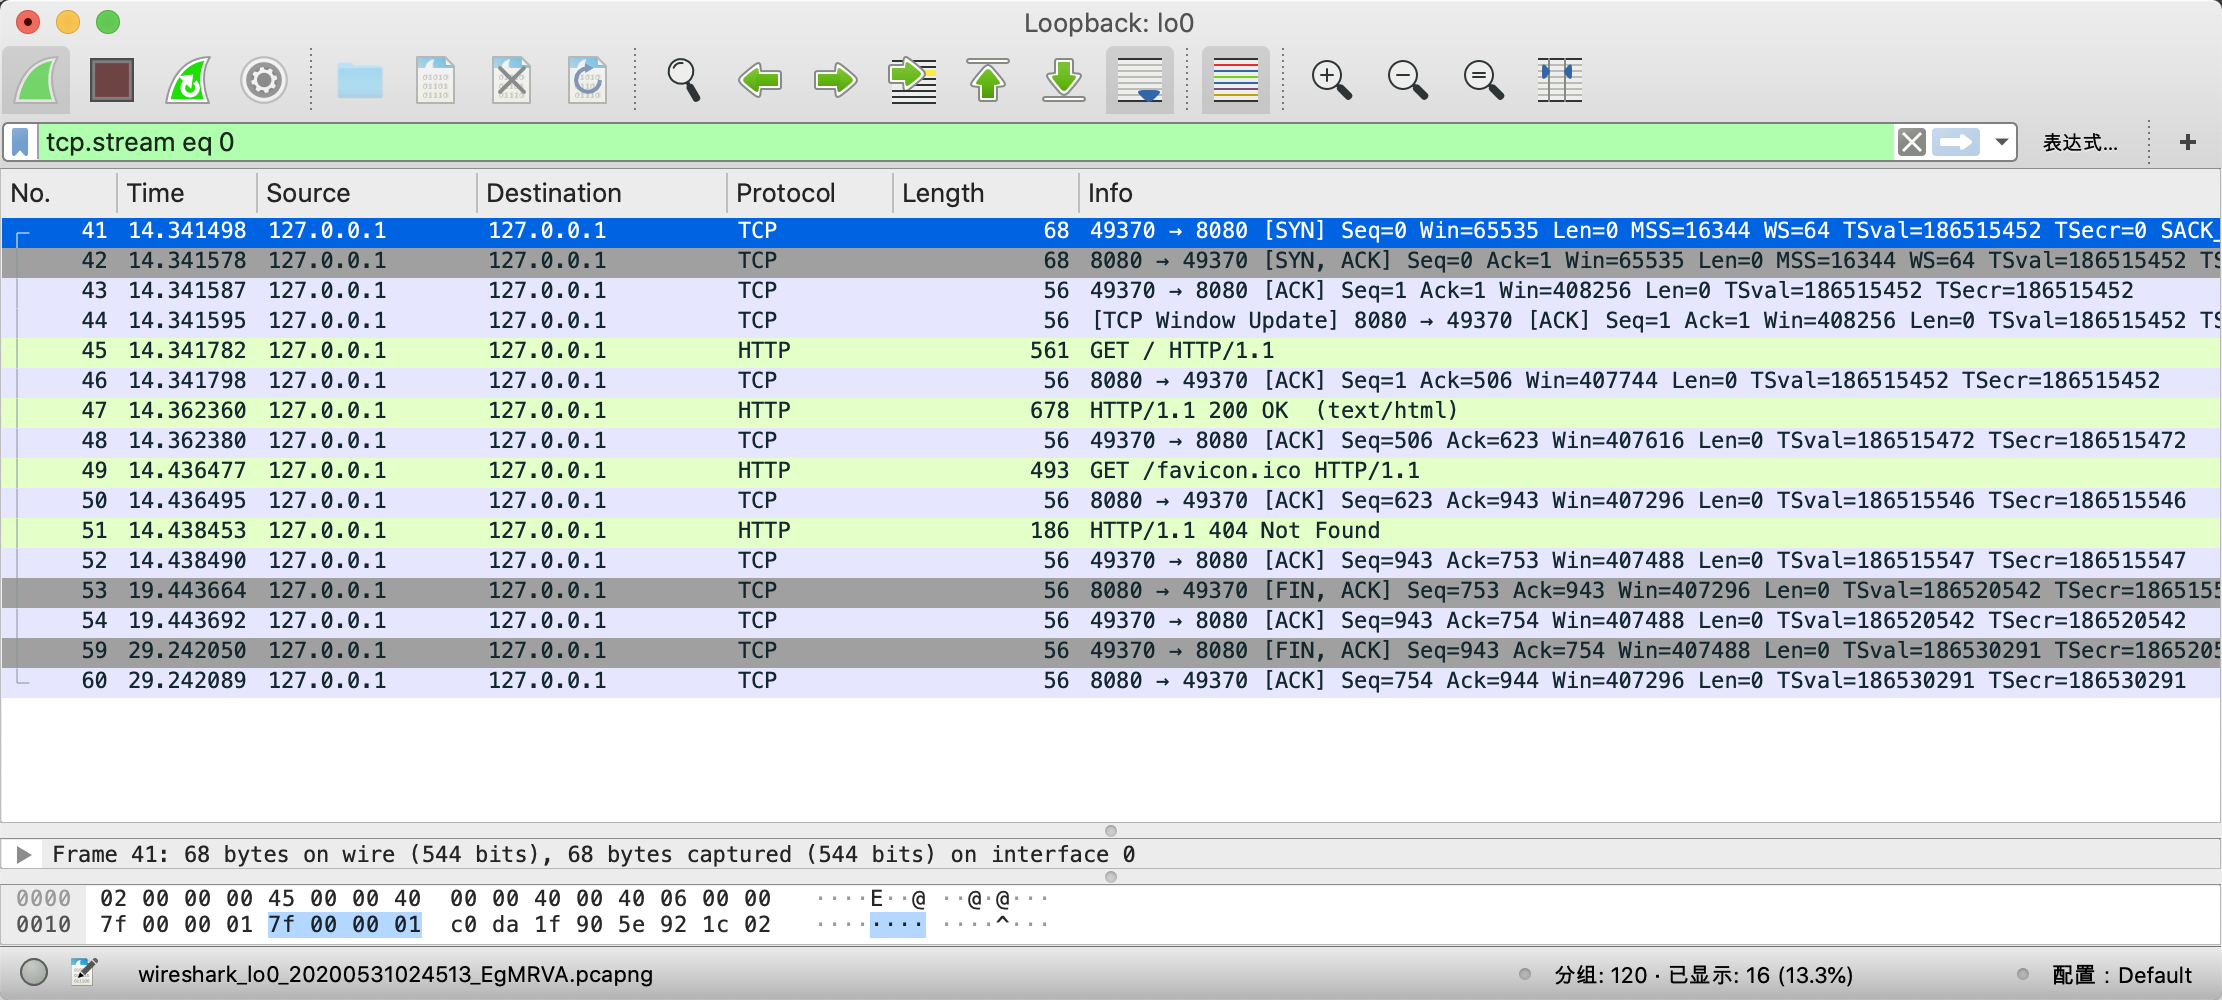 Loopback: lo0
tcp.stream eq 0
表达式...
+
No. Time Source Destination Protocol Length Info
41 14.341498 127.0.0.1 127.0.0.1 TCP 68 49370 → 8080 [SYN] Seq=0 Win=65535 Len=0 MSS=16344 WS=64 TSval=186515452 TSecr=0 SACK_
42 14.341578 127.0.0.1 127.0.0.1 TCP 68 8080 → 49370 [SYN, ACK] Seq=0 Ack=1 Win=65535 Len=0 MSS=16344 WS=64 TSval=186515452 TS
43 14.341587 127.0.0.1 127.0.0.1 TCP 56 49370 → 8080 [ACK] Seq=1 Ack=1 Win=408256 Len=0 TSval=186515452 TSecr=186515452
44 14.341595 127.0.0.1 127.0.0.1 TCP 56 [TCP Window Update] 8080 → 49370 [ACK] Seq=1 Ack=1 Win=408256 Len=0 TSval=186515452 TS
45 14.341782 127.0.0.1 127.0.0.1 HTTP 561 GET / HTTP/1.1
46 14.341798 127.0.0.1 127.0.0.1 TCP 56 8080 → 49370 [ACK] Seq=1 Ack=506 Win=407744 Len=0 TSval=186515452 TSecr=186515452
47 14.362360 127.0.0.1 127.0.0.1 HTTP 678 HTTP/1.1 200 OK  (text/html)
48 14.362380 127.0.0.1 127.0.0.1 TCP 56 49370 → 8080 [ACK] Seq=506 Ack=623 Win=407616 Len=0 TSval=186515472 TSecr=186515472
49 14.436477 127.0.0.1 127.0.0.1 HTTP 493 GET /favicon.ico HTTP/1.1
50 14.436495 127.0.0.1 127.0.0.1 TCP 56 8080 → 49370 [ACK] Seq=623 Ack=943 Win=407296 Len=0 TSval=186515546 TSecr=186515546
51 14.438453 127.0.0.1 127.0.0.1 HTTP 186 HTTP/1.1 404 Not Found
52 14.438490 127.0.0.1 127.0.0.1 TCP 56 49370 → 8080 [ACK] Seq=943 Ack=753 Win=407488 Len=0 TSval=186515547 TSecr=186515547
53 19.443664 127.0.0.1 127.0.0.1 TCP 56 8080 → 49370 [FIN, ACK] Seq=753 Ack=943 Win=407296 Len=0 TSval=186520542 TSecr=1865155
54 19.443692 127.0.0.1 127.0.0.1 TCP 56 49370 → 8080 [ACK] Seq=943 Ack=754 Win=407488 Len=0 TSval=186520542 TSecr=186520542
59 29.242050 127.0.0.1 127.0.0.1 TCP 56 49370 → 8080 [FIN, ACK] Seq=943 Ack=754 Win=407488 Len=0 TSval=186530291 TSecr=1865205
60 29.242089 127.0.0.1 127.0.0.1 TCP 56 8080 → 49370 [ACK] Seq=754 Ack=944 Win=407296 Len=0 TSval=186530291 TSecr=186530291
Frame 41: 68 bytes on wire (544 bits), 68 bytes captured (544 bits) on interface 0
0000 02 00 00 00 45 00 00 40 00 00 40 00 40 06 00 00 ····E··@ ··@·@···
0010 7f 00 00 01 7f 00 00 01 c0 da 1f 90 5e 92 1c 02 ········ ····^···
wireshark_lo0_20200531024513_EgMRVA.pcapng
分组: 120 · 已显示: 16 (13.3%)
配置：Default